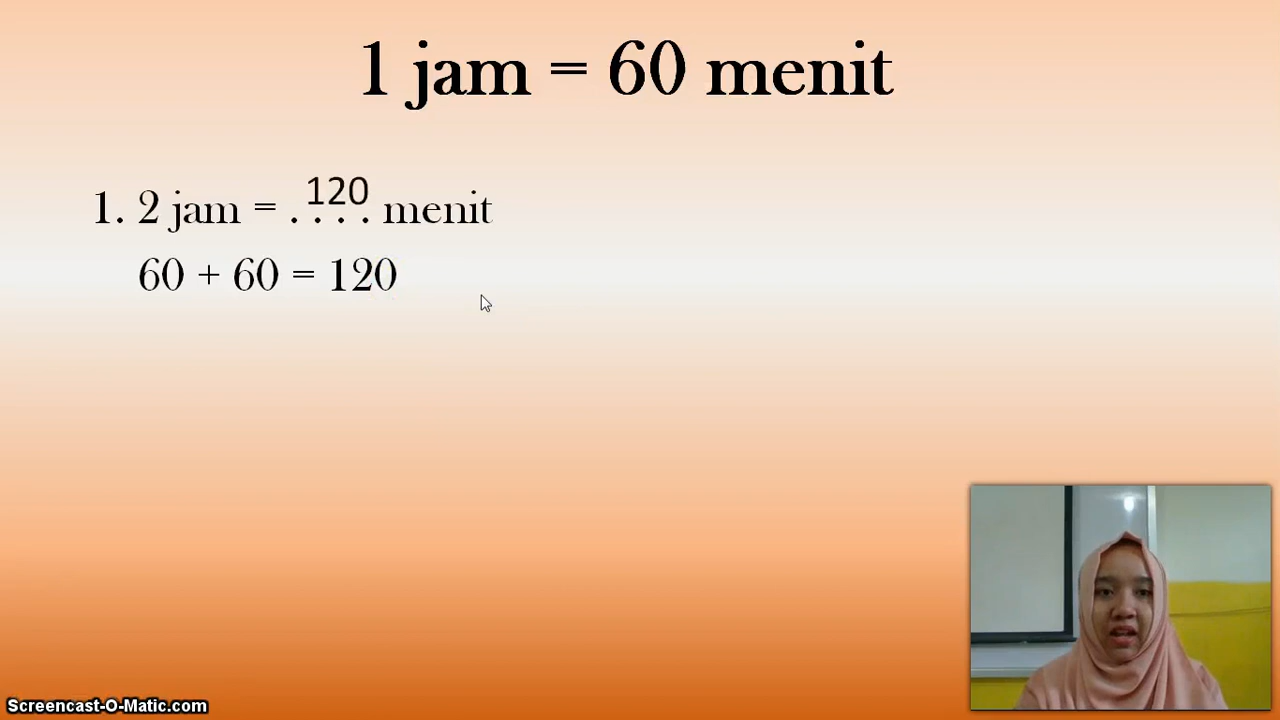 1 jam = 60 menit
1. 2 jam = . . . . menit
120
60 + 60 = 120
Screencast-O-Matic.com